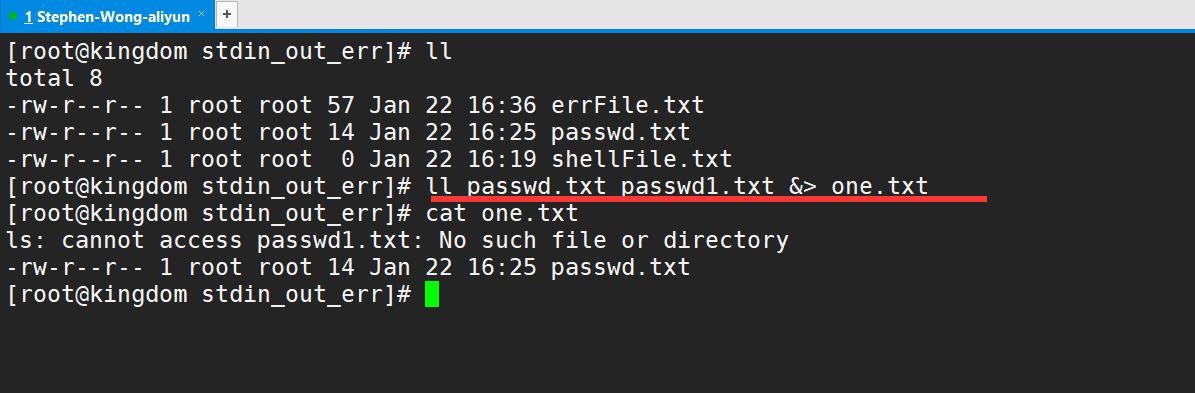 1 Stephen-Wong-aliyun × +
[root@kingdom stdin_out_err]# ll
total 8
-rw-r--r-- 1 root root 57 Jan 22 16:36 errFile.txt
-rw-r--r-- 1 root root 14 Jan 22 16:25 passwd.txt
-rw-r--r-- 1 root root  0 Jan 22 16:19 shellFile.txt
[root@kingdom stdin_out_err]# ll passwd.txt passwd1.txt &> one.txt
[root@kingdom stdin_out_err]# cat one.txt
ls: cannot access passwd1.txt: No such file or directory
-rw-r--r-- 1 root root 14 Jan 22 16:25 passwd.txt
[root@kingdom stdin_out_err]#